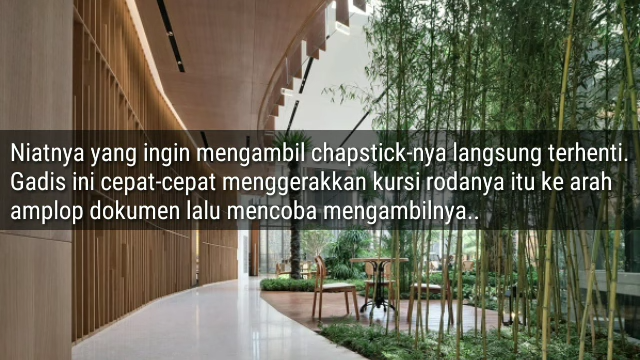 Niatnya yang ingin mengambil chapstick-nya langsung terhenti.
Gadis ini cepat-cepat menggerakkan kursi rodanya itu ke arah
amplop dokumen lalu mencoba mengambilnya..